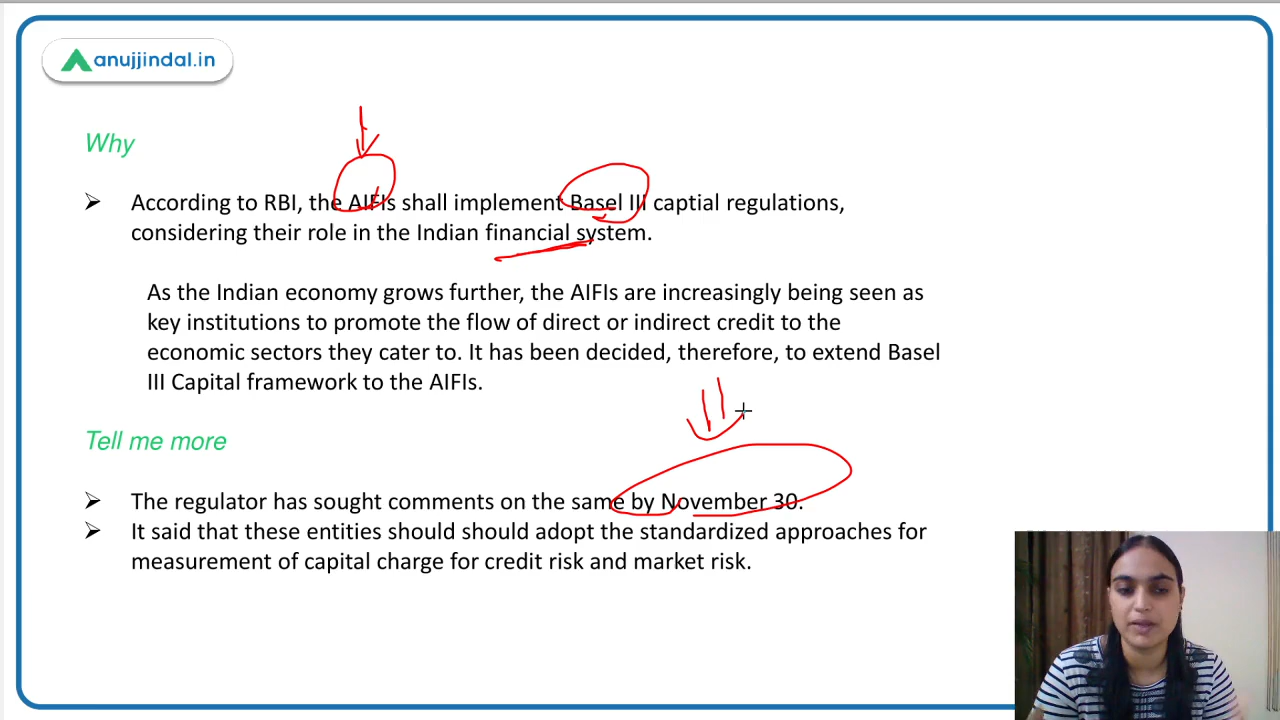 anujjindal.in
Why
According to RBI, the AIFIs shall implement Basel III captial regulations,
considering their role in the Indian financial system.
As the Indian economy grows further, the AIFIs are increasingly being seen as
key institutions to promote the flow of direct or indirect credit to the
economic sectors they cater to. It has been decided, therefore, to extend Basel
III Capital framework to the AIFIs.
Tell me more
The regulator has sought comments on the same by November 30.
It said that these entities should should adopt the standardized approaches for
measurement of capital charge for credit risk and market risk.